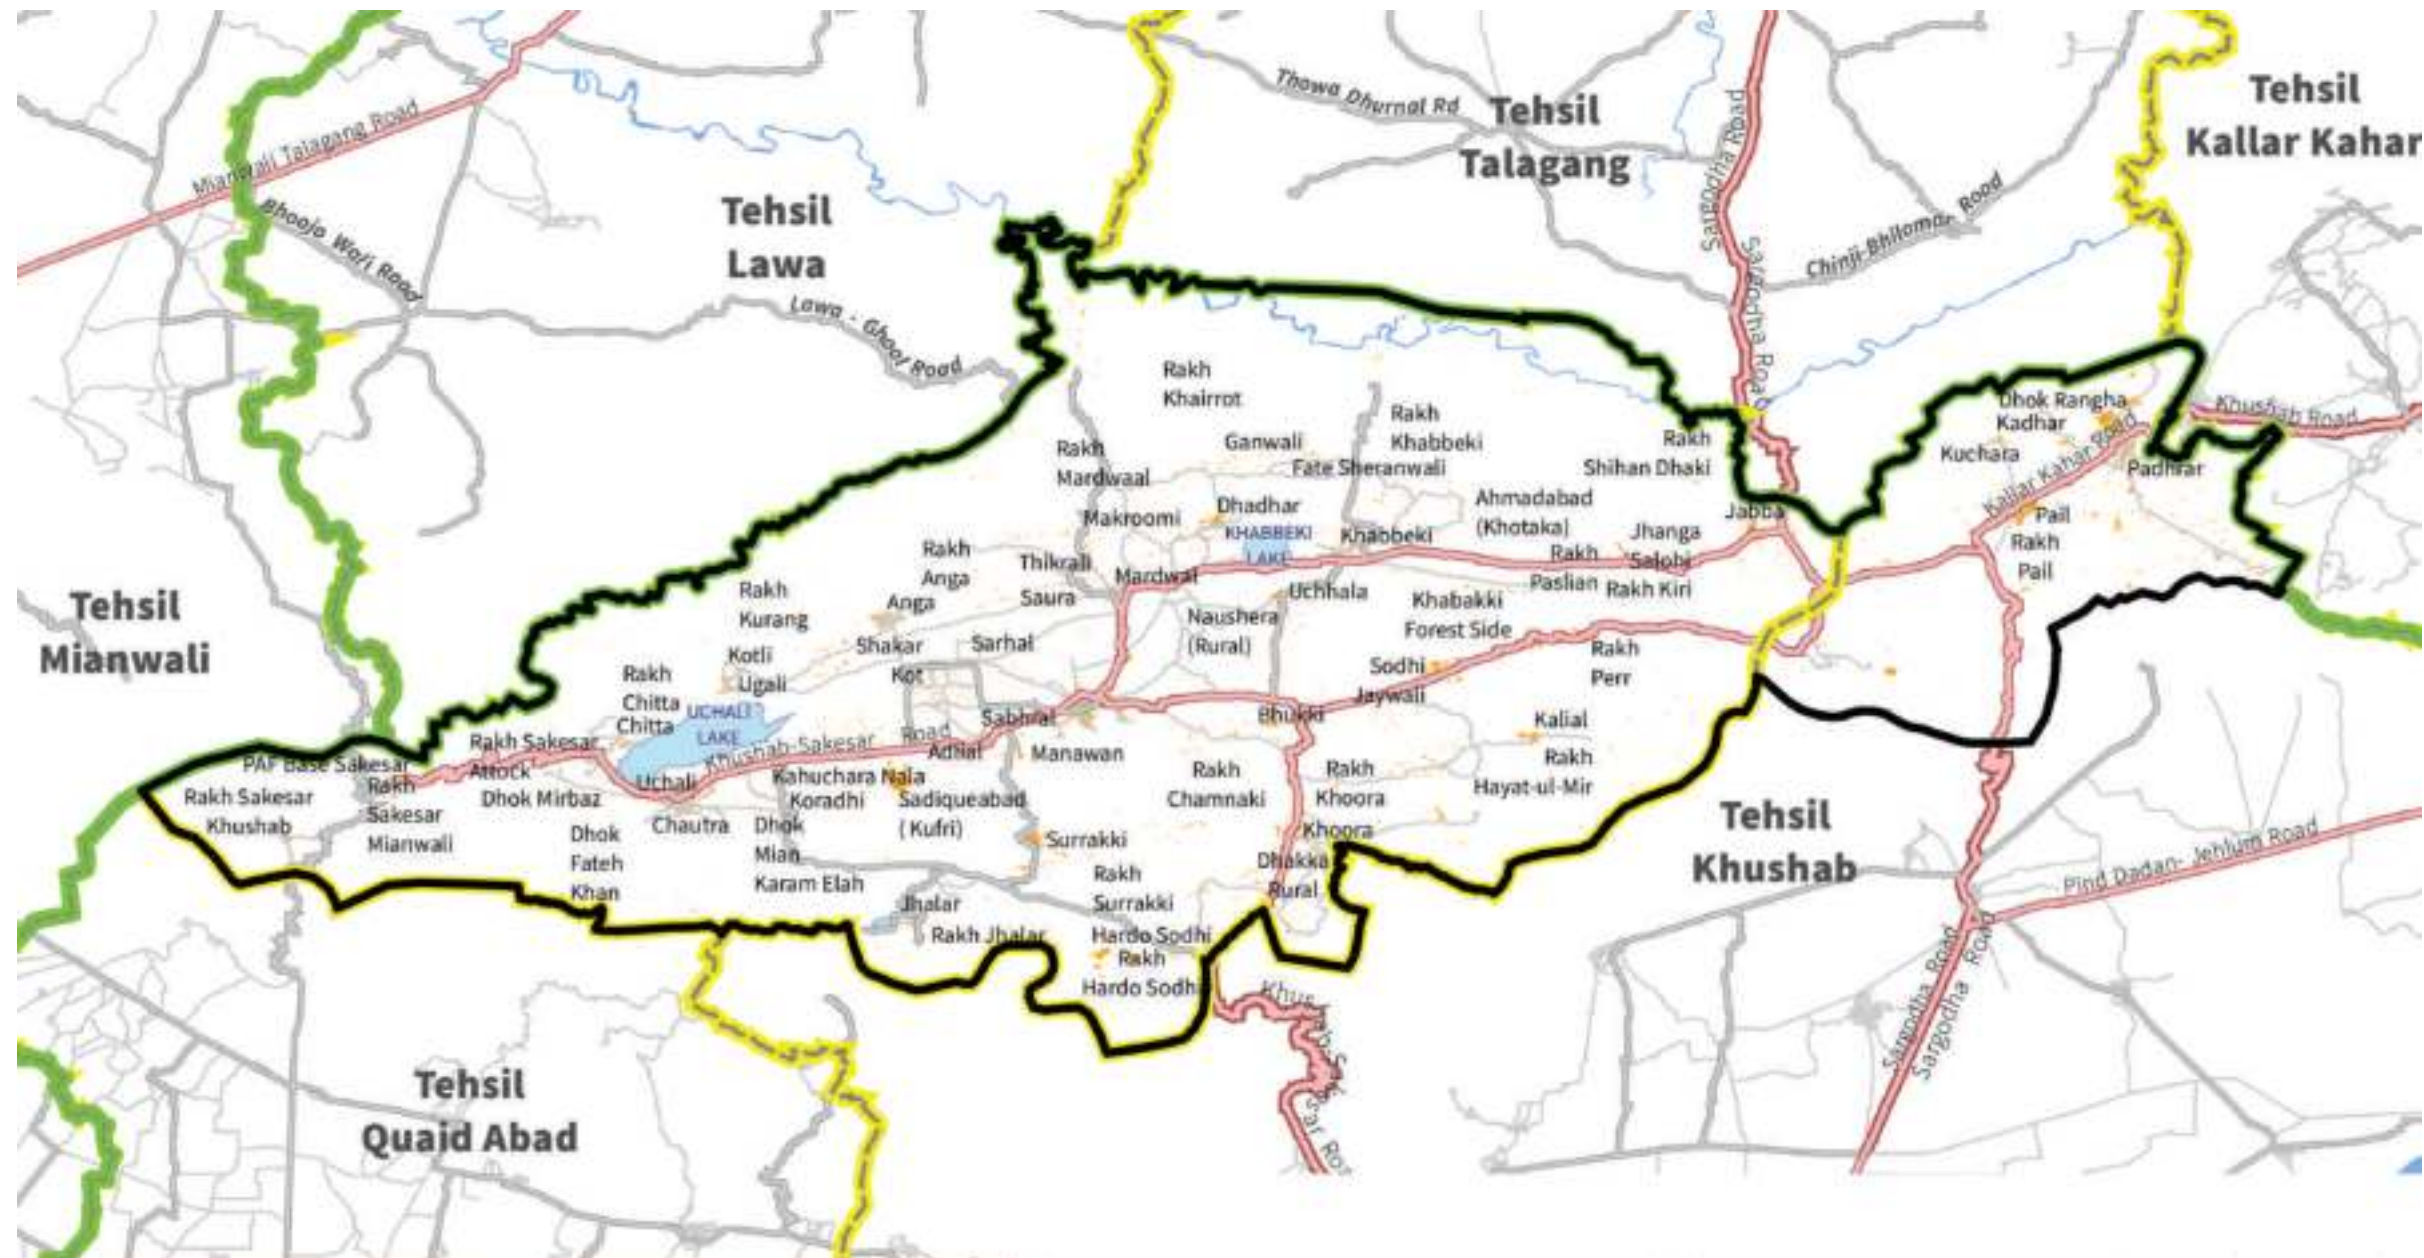 Tehsil
Kallar Kahar
Thowa Dhurnal Rd
Tehsil
Talagang
Mianwali Talagang Road
Sargodha Road
Bhoojo Wari Road
Tehsil
Lawa
Chinji-Bhilomar Road
Sargodha Road
Lawa - Ghool Road
Rakh
Khairrot
Dhok Rangha
Kadhar
Khushab Road
Rakh
Khabbeki
Ganwali
Rakh
Mardwaal
Fate Sheranwali
Rakh
Shihan Dhaki
Kuchara
Kallar Kahar Road
Padhrar
Makroomi
Dhadhar
KHABBEKI
LAKE
Khabbeki
Ahmadabad
(Khotaka)
Jhanga
Salohi
Jabba
Pail
Rakh
Pail
Rakh
Anga
Thikrali
Mardwal
Rakh
Paslian
Rakh Kiri
Tehsil
Mianwali
Rakh
Kurang
Anga
Saura
Uchhala
Khabakki
Forest Side
Naushera
(Rural)
Shakar
Kot
Sarhal
Kotli
Ugali
Rakh
Chitta
Chitta
Sodhi
Jaywali
Rakh
Perr
UCHALI
LAKE
Sabhral
Bhukki
Kalial
Rakh Sakesar
Attock
Khushab-Sakesar Road
Adhal
Manawan
PAF Base Sakesar
Rakh
Sakesar
Mianwali
Uchali
Kahuchara Nala
Koradhi
Rakh
Chamnaki
Rakh
Khoora
Rakh
Hayat-ul-Mir
Rakh Sakesar
Khushab
Dhok Mirbaz
Sadiqueabad
(Kufri)
Chautra
Dhok
Mian
Karam Elah
Dhok
Fateh
Khan
Surrakki
Khoora
Dhakka
Rural
Tehsil
Khushab
Pind Dadan- Jehlum Road
Rakh
Surrakki
Jhalar
Rakh Jhalar
Hardo Sodhi
Rakh
Hardo Sodhi
Sargodha Road
Sargodha Road
Tehsil
Quaid Abad